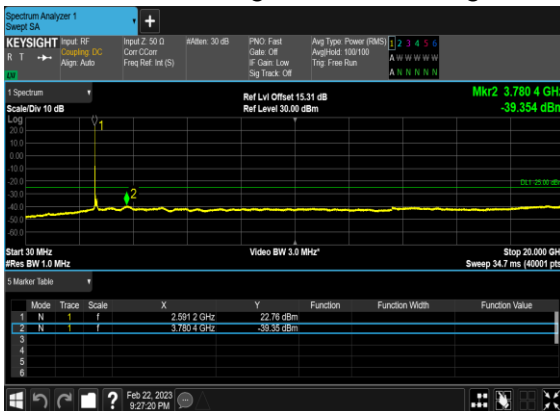 Spectrum Analyzer 1
Swept SA
KEYSIGHT Input: RF Input Z: 50 Ω #Atten: 30 dB PNO: Fast Avg Type: Power (RMS) 1 2 3 4 5 6
R T Coupling: DC Corr CCorr Gate: Off Avg|Hold: 100/100 A W W W W W
Align: Auto Freq Ref: Int (S) IF Gain: Low Trig: Free Run
Sig Track: Off A N N N N N
LV
1 Spectrum Ref Lvl Offset 15.31 dB Mkr2 3.780 4 GHz
Scale/Div 10 dB Ref Level 30.00 dBm -39.354 dBm
Log
20.0
10.0
0.00
-10.0
-20.0
-30.0
-40.0
-50.0
-60.0
1
2
DL1 -25.00 dBm
Start 30 MHz Video BW 3.0 MHz* Stop 20.000 GHz
#Res BW 1.0 MHz Sweep 34.7 ms (40001 pts)
5 Marker Table
Mode Trace Scale X Y Function Function Width Function Value
1 N 1 f 2.591 2 GHz 22.76 dBm
2 N 1 f 3.780 4 GHz -39.35 dBm
3
4
5
6
? Feb 22, 2023
9:27:20 PM